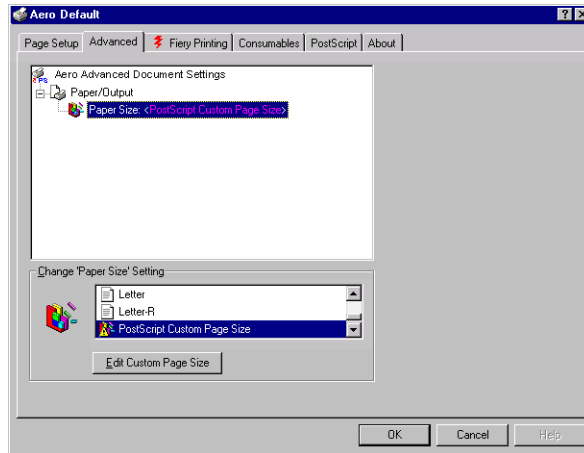 Aero Default
Page Setup Advanced Fiery Printing Consumables PostScript About
PS
Aero Advanced Document Settings
Paper/Output
Paper Size: <PostScript Custom Page Size>
Change 'Paper Size' Setting
Letter
Letter-R
PostScript Custom Page Size
Edit Custom Page Size
OK Cancel Help